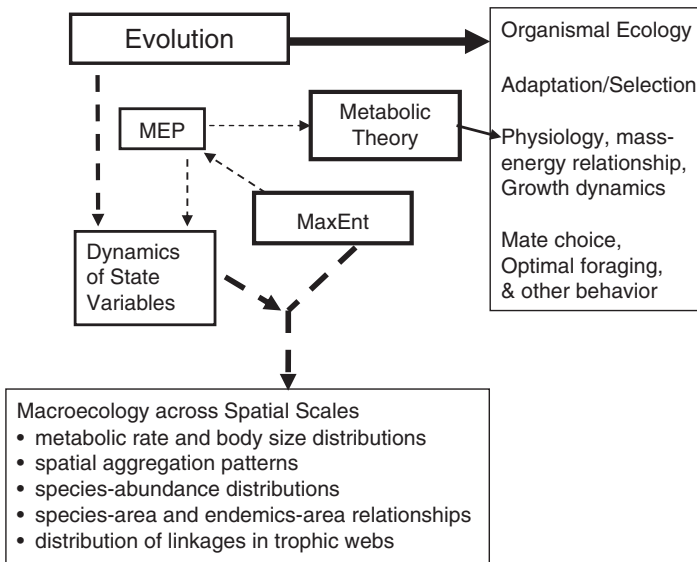 Evolution
Organismal Ecology
Adaptation/Selection
Physiology, mass-
energy relationship,
Growth dynamics
Mate choice,
Optimal foraging,
& other behavior
MEP
Metabolic
Theory
MaxEnt
Dynamics
of State
Variables
Macroecology across Spatial Scales
• metabolic rate and body size distributions
• spatial aggregation patterns
• species-abundance distributions
• species-area and endemics-area relationships
• distribution of linkages in trophic webs